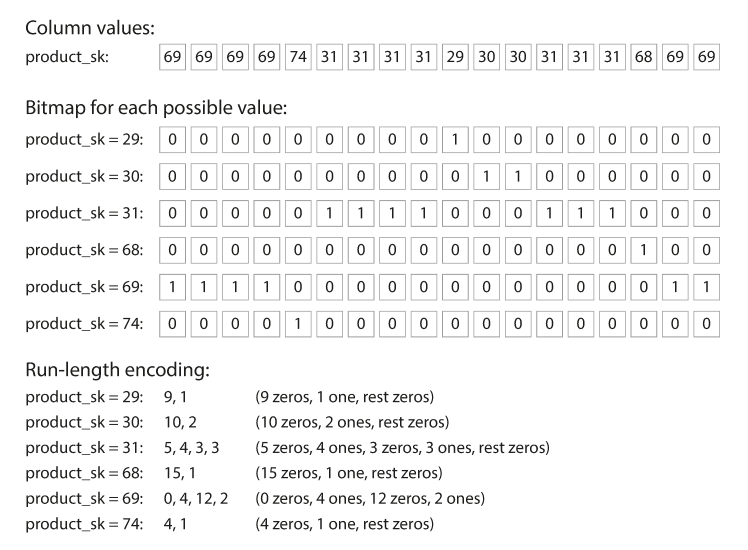 Column values:
product_sk: 69 69 69 69 74 31 31 31 31 29 30 30 31 31 31 68 69 69
Bitmap for each possible value:
product_sk = 29: 0 0 0 0 0 0 0 0 0 1 0 0 0 0 0 0 0 0
product_sk = 30: 0 0 0 0 0 0 0 0 0 0 1 1 0 0 0 0 0 0
product_sk = 31: 0 0 0 0 0 1 1 1 1 0 0 0 1 1 1 0 0 0
product_sk = 68: 0 0 0 0 0 0 0 0 0 0 0 0 0 0 0 1 0 0
product_sk = 69: 1 1 1 1 0 0 0 0 0 0 0 0 0 0 0 0 1 1
product_sk = 74: 0 0 0 0 1 0 0 0 0 0 0 0 0 0 0 0 0 0
Run-length encoding:
product_sk = 29: 9, 1 (9 zeros, 1 one, rest zeros)
product_sk = 30: 10, 2 (10 zeros, 2 ones, rest zeros)
product_sk = 31: 5, 4, 3, 3 (5 zeros, 4 ones, 3 zeros, 3 ones, rest zeros)
product_sk = 68: 15, 1 (15 zeros, 1 one, rest zeros)
product_sk = 69: 0, 4, 12, 2 (0 zeros, 4 ones, 12 zeros, 2 ones)
product_sk = 74: 4, 1 (4 zeros, 1 one, rest zeros)